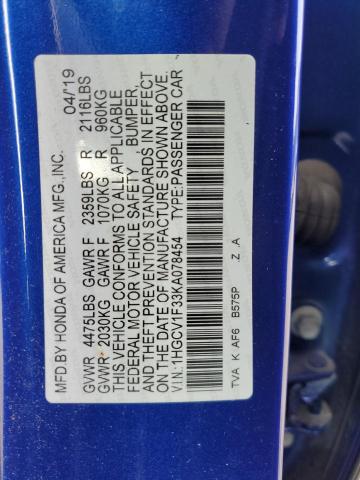 MFD.BY HONDA OF AMERICA MFG.,INC. 04/19
GVWR 4475LBS GAWR F 2359LBS R 2116LBS
GVWR 2030KG GAWR F 1070KG R 960KG
THIS VEHICLE CONFORMS TO ALL APPLICABLE
FEDERAL MOTOR VEHICLE SAFETY BUMPER,
AND THEFT PREVENTION STANDARDS IN EFFECT
ON THE DATE OF MANUFACTURE SHOWN ABOVE.
V.I.N.: 1HGCV1F33KA078454 TYPE:PASSENGER CAR
TVA K AF6 B575P Z A